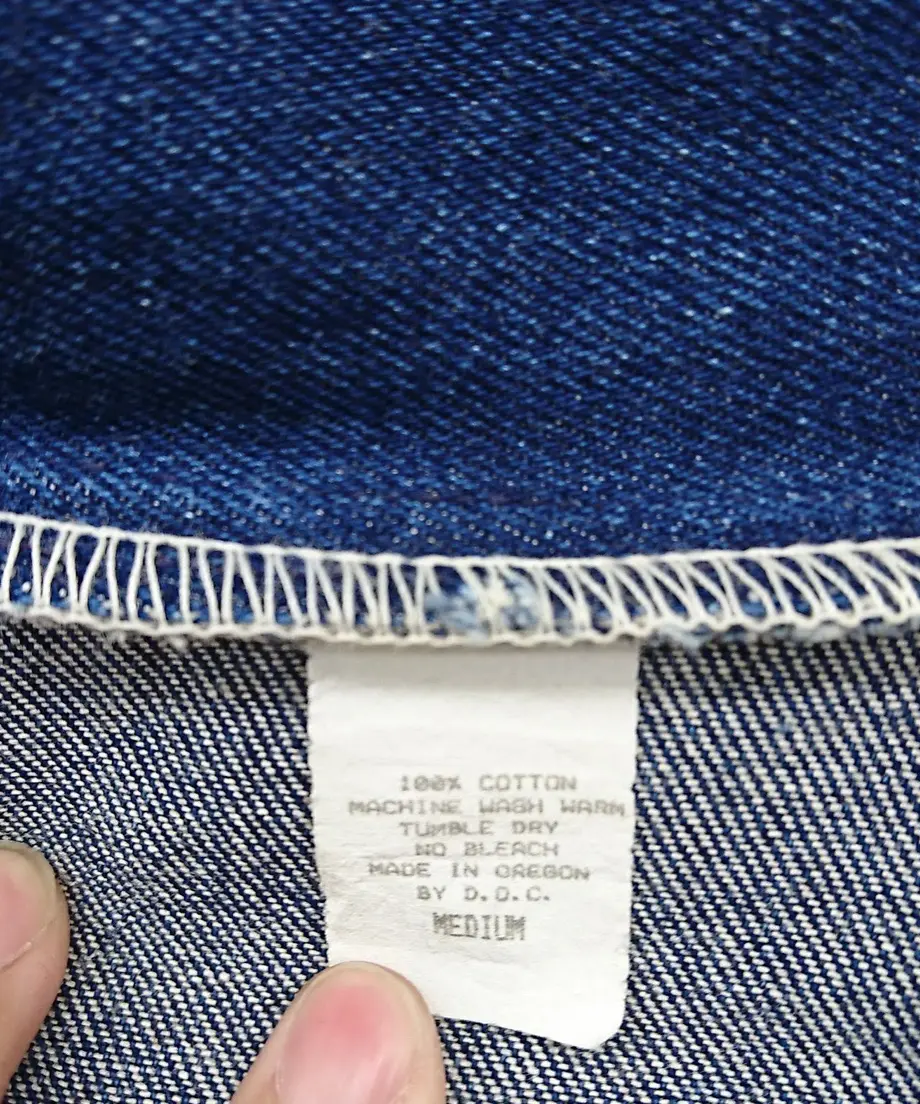 100% COTTON
MACHINE WASH WARM
TUMBLE DRY
NO BLEACH
MADE IN OREGON
BY D.O.C.
MEDIUM